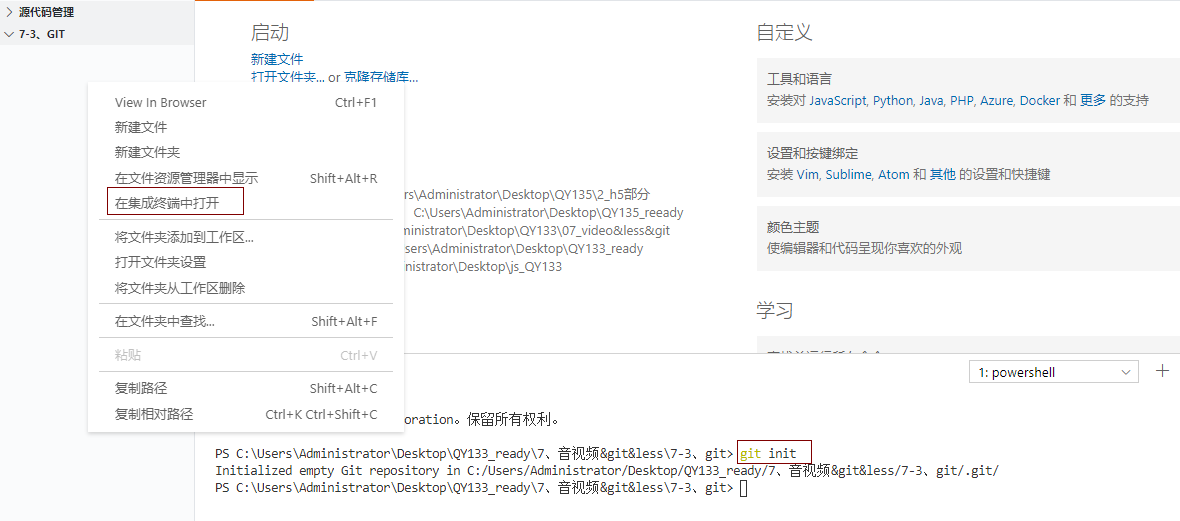 源代码管理
7-3、GIT
启动
新建文件
打开文件夹... or 克隆存储库...
View In Browser Ctrl+F1
新建文件
新建文件夹
在文件资源管理器中显示 Shift+Alt+R
在集成终端中打开
将文件夹添加到工作区...
打开文件夹设置
将文件夹从工作区删除
在文件夹中查找... Shift+Alt+F
粘贴 Ctrl+V
复制路径 Shift+Alt+C
复制相对路径 Ctrl+K Ctrl+Shift+C
ers\Administrator\Desktop\QY135\2_h5部分
C:\Users\Administrator\Desktop\QY135_reeady
ministrator\Desktop\QY133\07_video&less&git
sers\Administrator\Desktop\QY133_ready
nistrator\Desktop\js_QY133
自定义
工具和语言
安装对 JavaScript, Python, Java, PHP, Azure, Docker 和 更多 的支持
设置和按键绑定
安装 Vim, Sublime, Atom 和 其他 的设置和快捷键
颜色主题
使编辑器和代码呈现你喜欢的外观
学习
1: powershell
oration。保留所有权利。
PS C:\Users\Administrator\Desktop\QY133_ready\7、音视频&git&less\7-3、git> git init
Initialized empty Git repository in C:/Users/Administrator/Desktop/QY133_ready/7、音视频&git&less/7-3、git/.git/
PS C:\Users\Administrator\Desktop\QY133_ready\7、音视频&git&less\7-3、git>